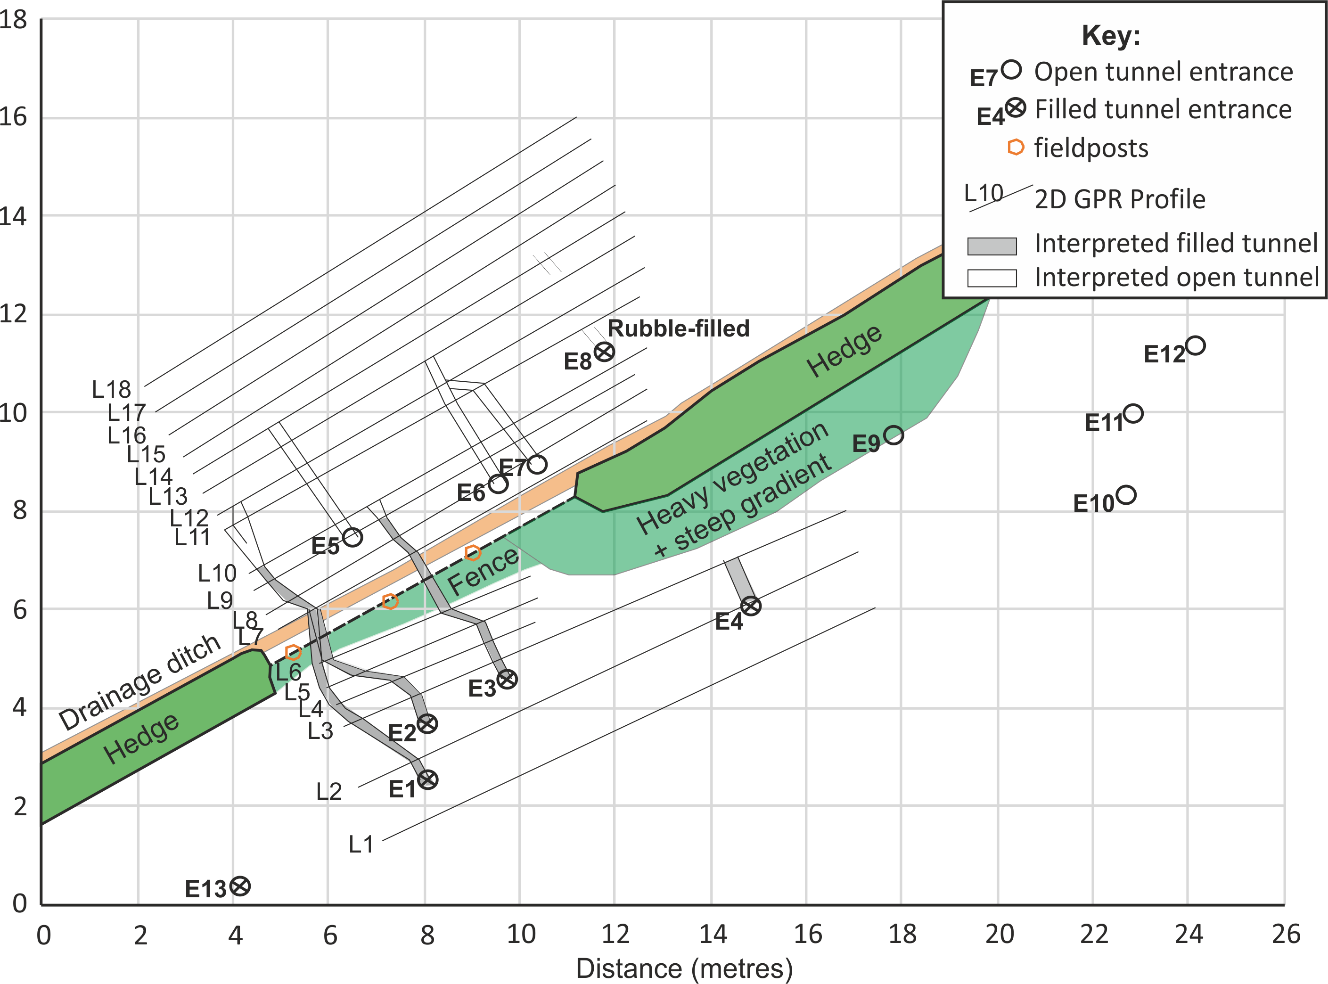 18
16
14
12
10
8
6
4
2
0
0 2 4 6 8 10 12 14 16 18 20 22 24 26
Distance (metres)
Key:
E7 Open tunnel entrance
E4 Filled tunnel entrance
fieldposts
L10 2D GPR Profile
Interpreted filled tunnel
Interpreted open tunnel
L18
L17
L16
L15
L14
L13
L12
L11
L10
L9
L8
L7
L6
L5
L4
L3
L2
L1
Rubble-filled
E8
E7
E6
E5
E12
E11
E10
E9
E4
E3
E2
E1
E13
Hedge
Heavy vegetation
+ steep gradient
Fence
Drainage ditch
Hedge